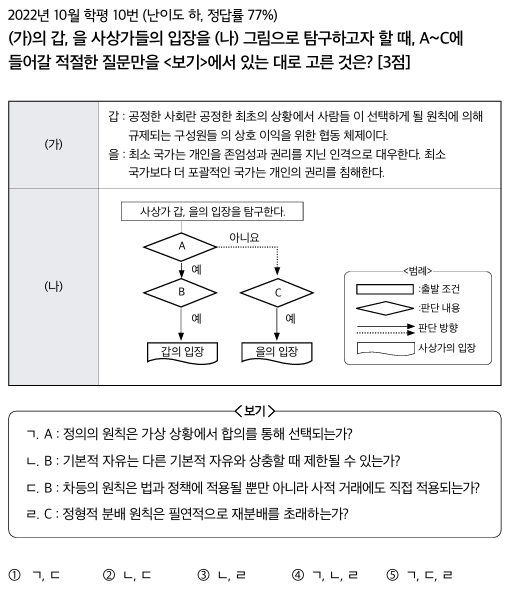 2022년 10월 학평 10번 (난이도 하, 정답률 77%)
(가)의 갑, 을 사상가들의 입장을 (나) 그림으로 탐구하고자 할 때, A~C에
들어갈 적절한 질문만을 <보기>에서 있는 대로 고른 것은? [3점]
(가)
갑 : 공정한 사회란 공정한 최초의 상황에서 사람들 이 선택하게 될 원칙에 의해
규제되는 구성원들 의 상호 이익을 위한 협동 체제이다.
을 : 최소 국가는 개인을 존엄성과 권리를 지닌 인격으로 대우한다. 최소
국가보다 더 포괄적인 국가는 개인의 권리를 침해한다.
(나)
사상가 갑, 을의 입장을 탐구한다.
A
아니요
예
B
C
예
예
갑의 입장
을의 입장
<범례>
:출발 조건
:판단 내용
판단 방향
사상가의 입장
<보기>
ㄱ. A : 정의의 원칙은 가상 상황에서 합의를 통해 선택되는가?
ㄴ. B : 기본적 자유는 다른 기본적 자유와 상충할 때 제한될 수 있는가?
ㄷ. B : 차등의 원칙은 법과 정책에 적용될 뿐만 아니라 사적 거래에도 직접 적용되는가?
ㄹ. C : 정형적 분배 원칙은 필연적으로 재분배를 초래하는가?
① ㄱ, ㄷ ② ㄴ, ㄷ ③ ㄴ, ㄹ ④ ㄱ, ㄴ, ㄹ ⑤ ㄱ, ㄷ, ㄹ